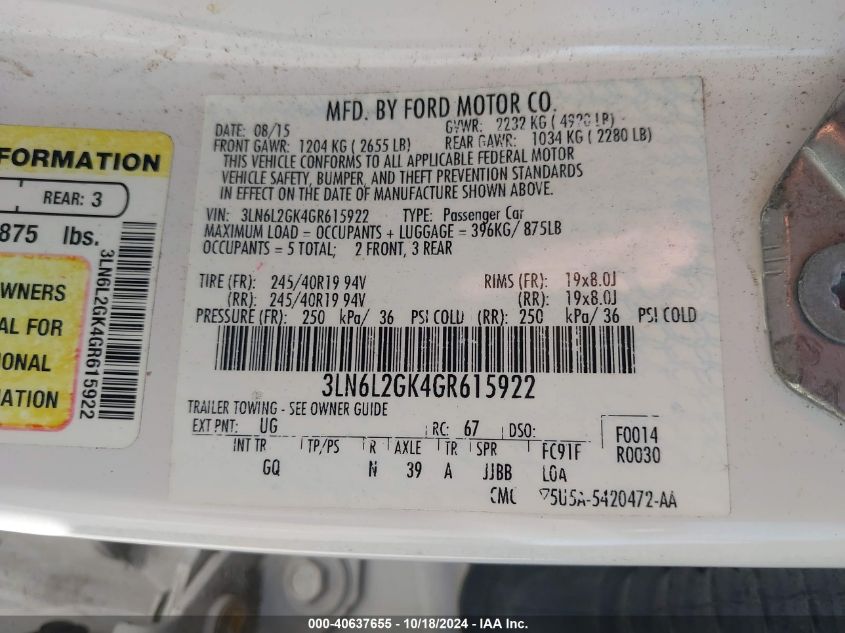 MFD. BY FORD MOTOR CO.
DATE: 08/15 GVWR: 2232 KG ( 4920 LB)
FRONT GAWR: 1204 KG ( 2655 LB) REAR GAWR: 1034 KG ( 2280 LB)
THIS VEHICLE CONFORMS TO ALL APPLICABLE FEDERAL MOTOR
VEHICLE SAFETY, BUMPER, AND THEFT PREVENTION STANDARDS
IN EFFECT ON THE DATE OF MANUFACTURE SHOWN ABOVE.
VIN: 3LN6L2GK4GR615922 TYPE: Passenger Car
MAXIMUM LOAD = OCCUPANTS + LUGGAGE = 396KG/ 875LB
OCCUPANTS = 5 TOTAL; 2 FRONT, 3 REAR
TIRE (FR): 245/40R19 94V RIMS (FR): 19x8.0J
(RR): 245/40R19 94V (RR): 19x8.0J
PRESSURE (FR): 250 kPa/ 36 PSI COLD (RR): 250 kPa/ 36 PSI COLD
3LN6L2GK4GR615922
TRAILER TOWING - SEE OWNER GUIDE
EXT PNT: UG RC: 67 DSO: F0014
INT TR TP/PS R AXLE TR SPR FC91F R0030
GQ N 39 A JJBB
CMC 5U5A-5420472-AA
FORMATION
REAR: 3
875 lbs.
3LN6L2GK4GR615922
WNERS
AL FOR
IONAL
ATION
000-40637655 - 10/18/2024 - IAA Inc.